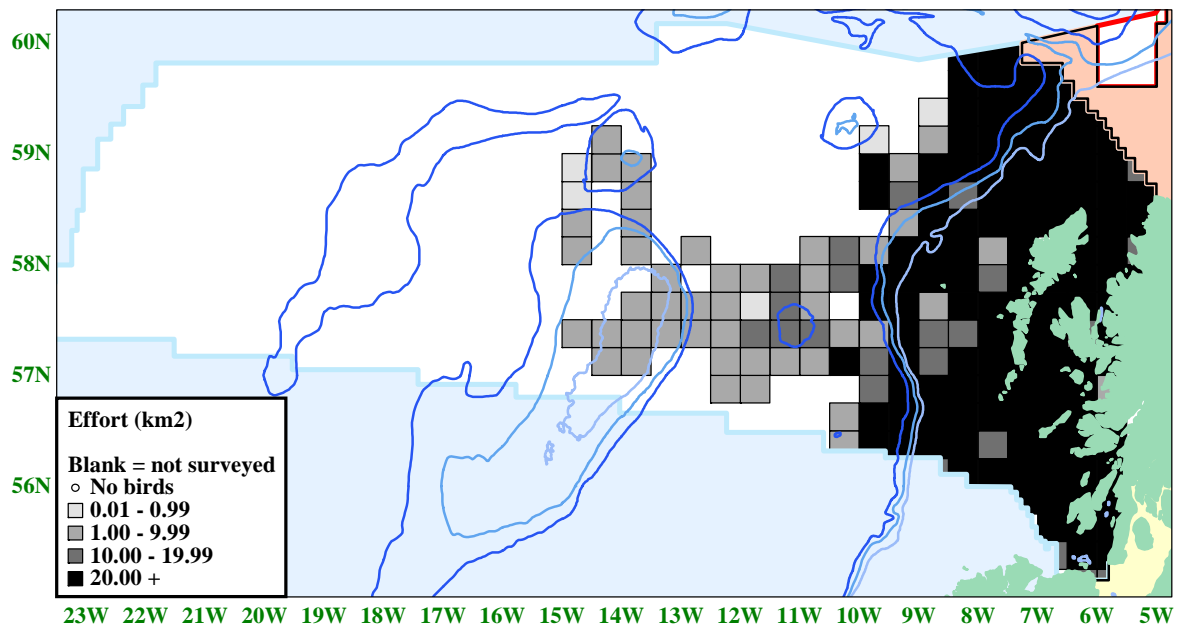 60N
59N
58N
57N
56N
Effort (km2)
Blank = not surveyed
No birds
0.01 - 0.99
1.00 - 9.99
10.00 - 19.99
20.00 +
23W 22W 21W 20W 19W 18W 17W 16W 15W 14W 13W 12W 11W 10W 9W 8W 7W 6W 5W